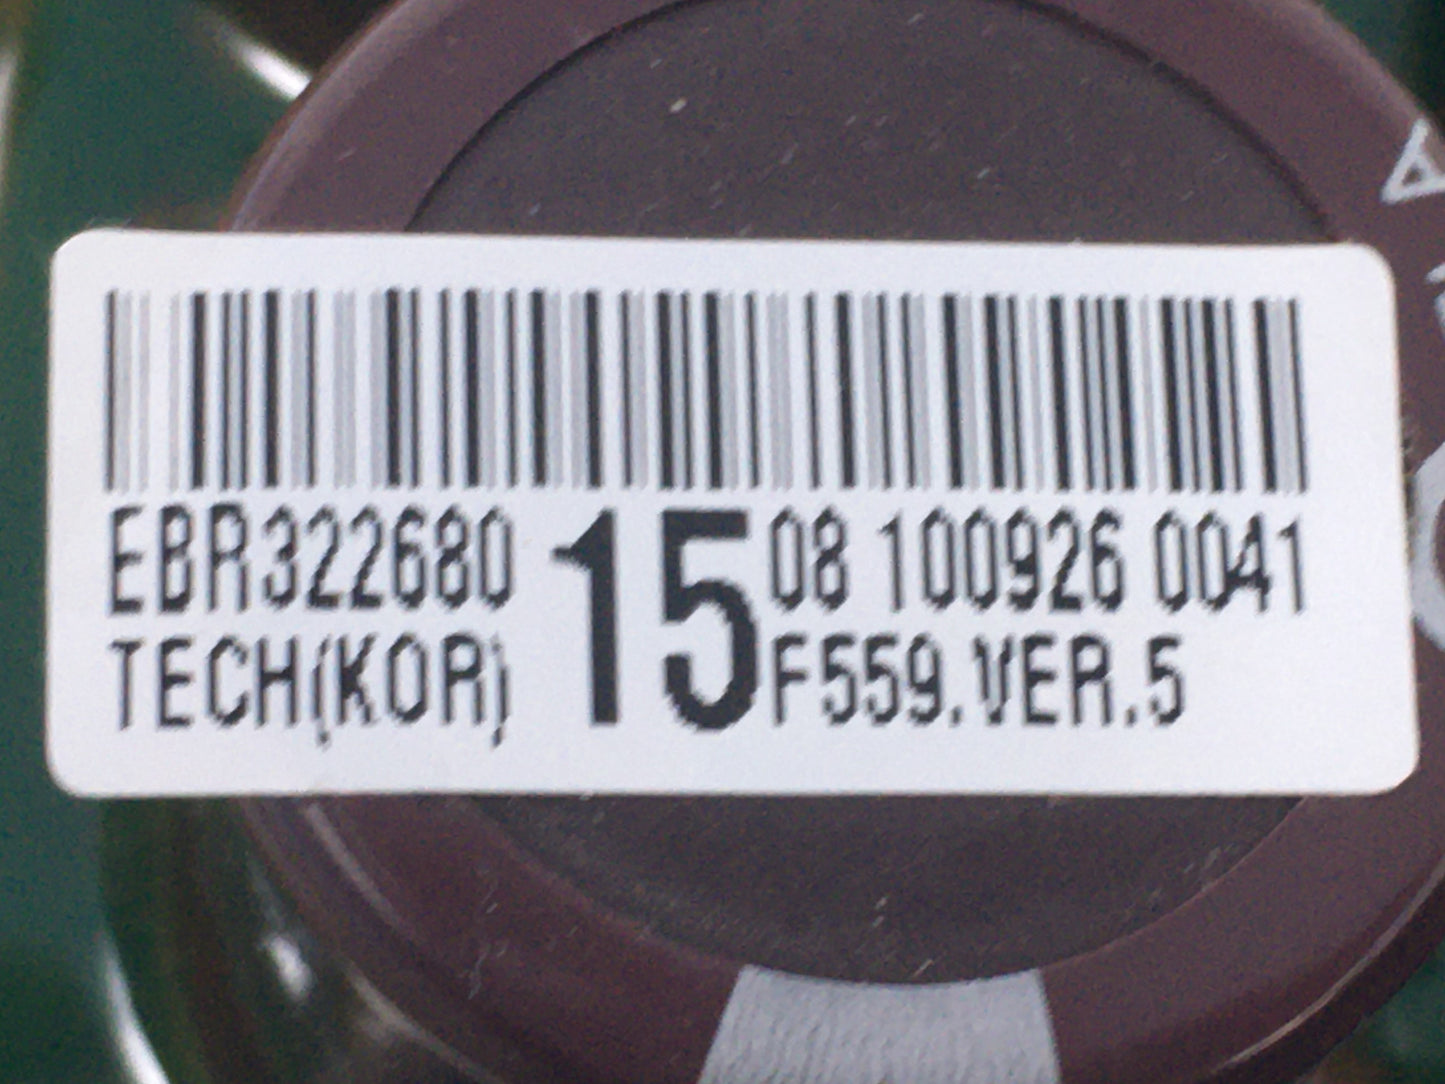 EBR322680 15 08 100926 0041
TECH(KOR) F559.VER.5